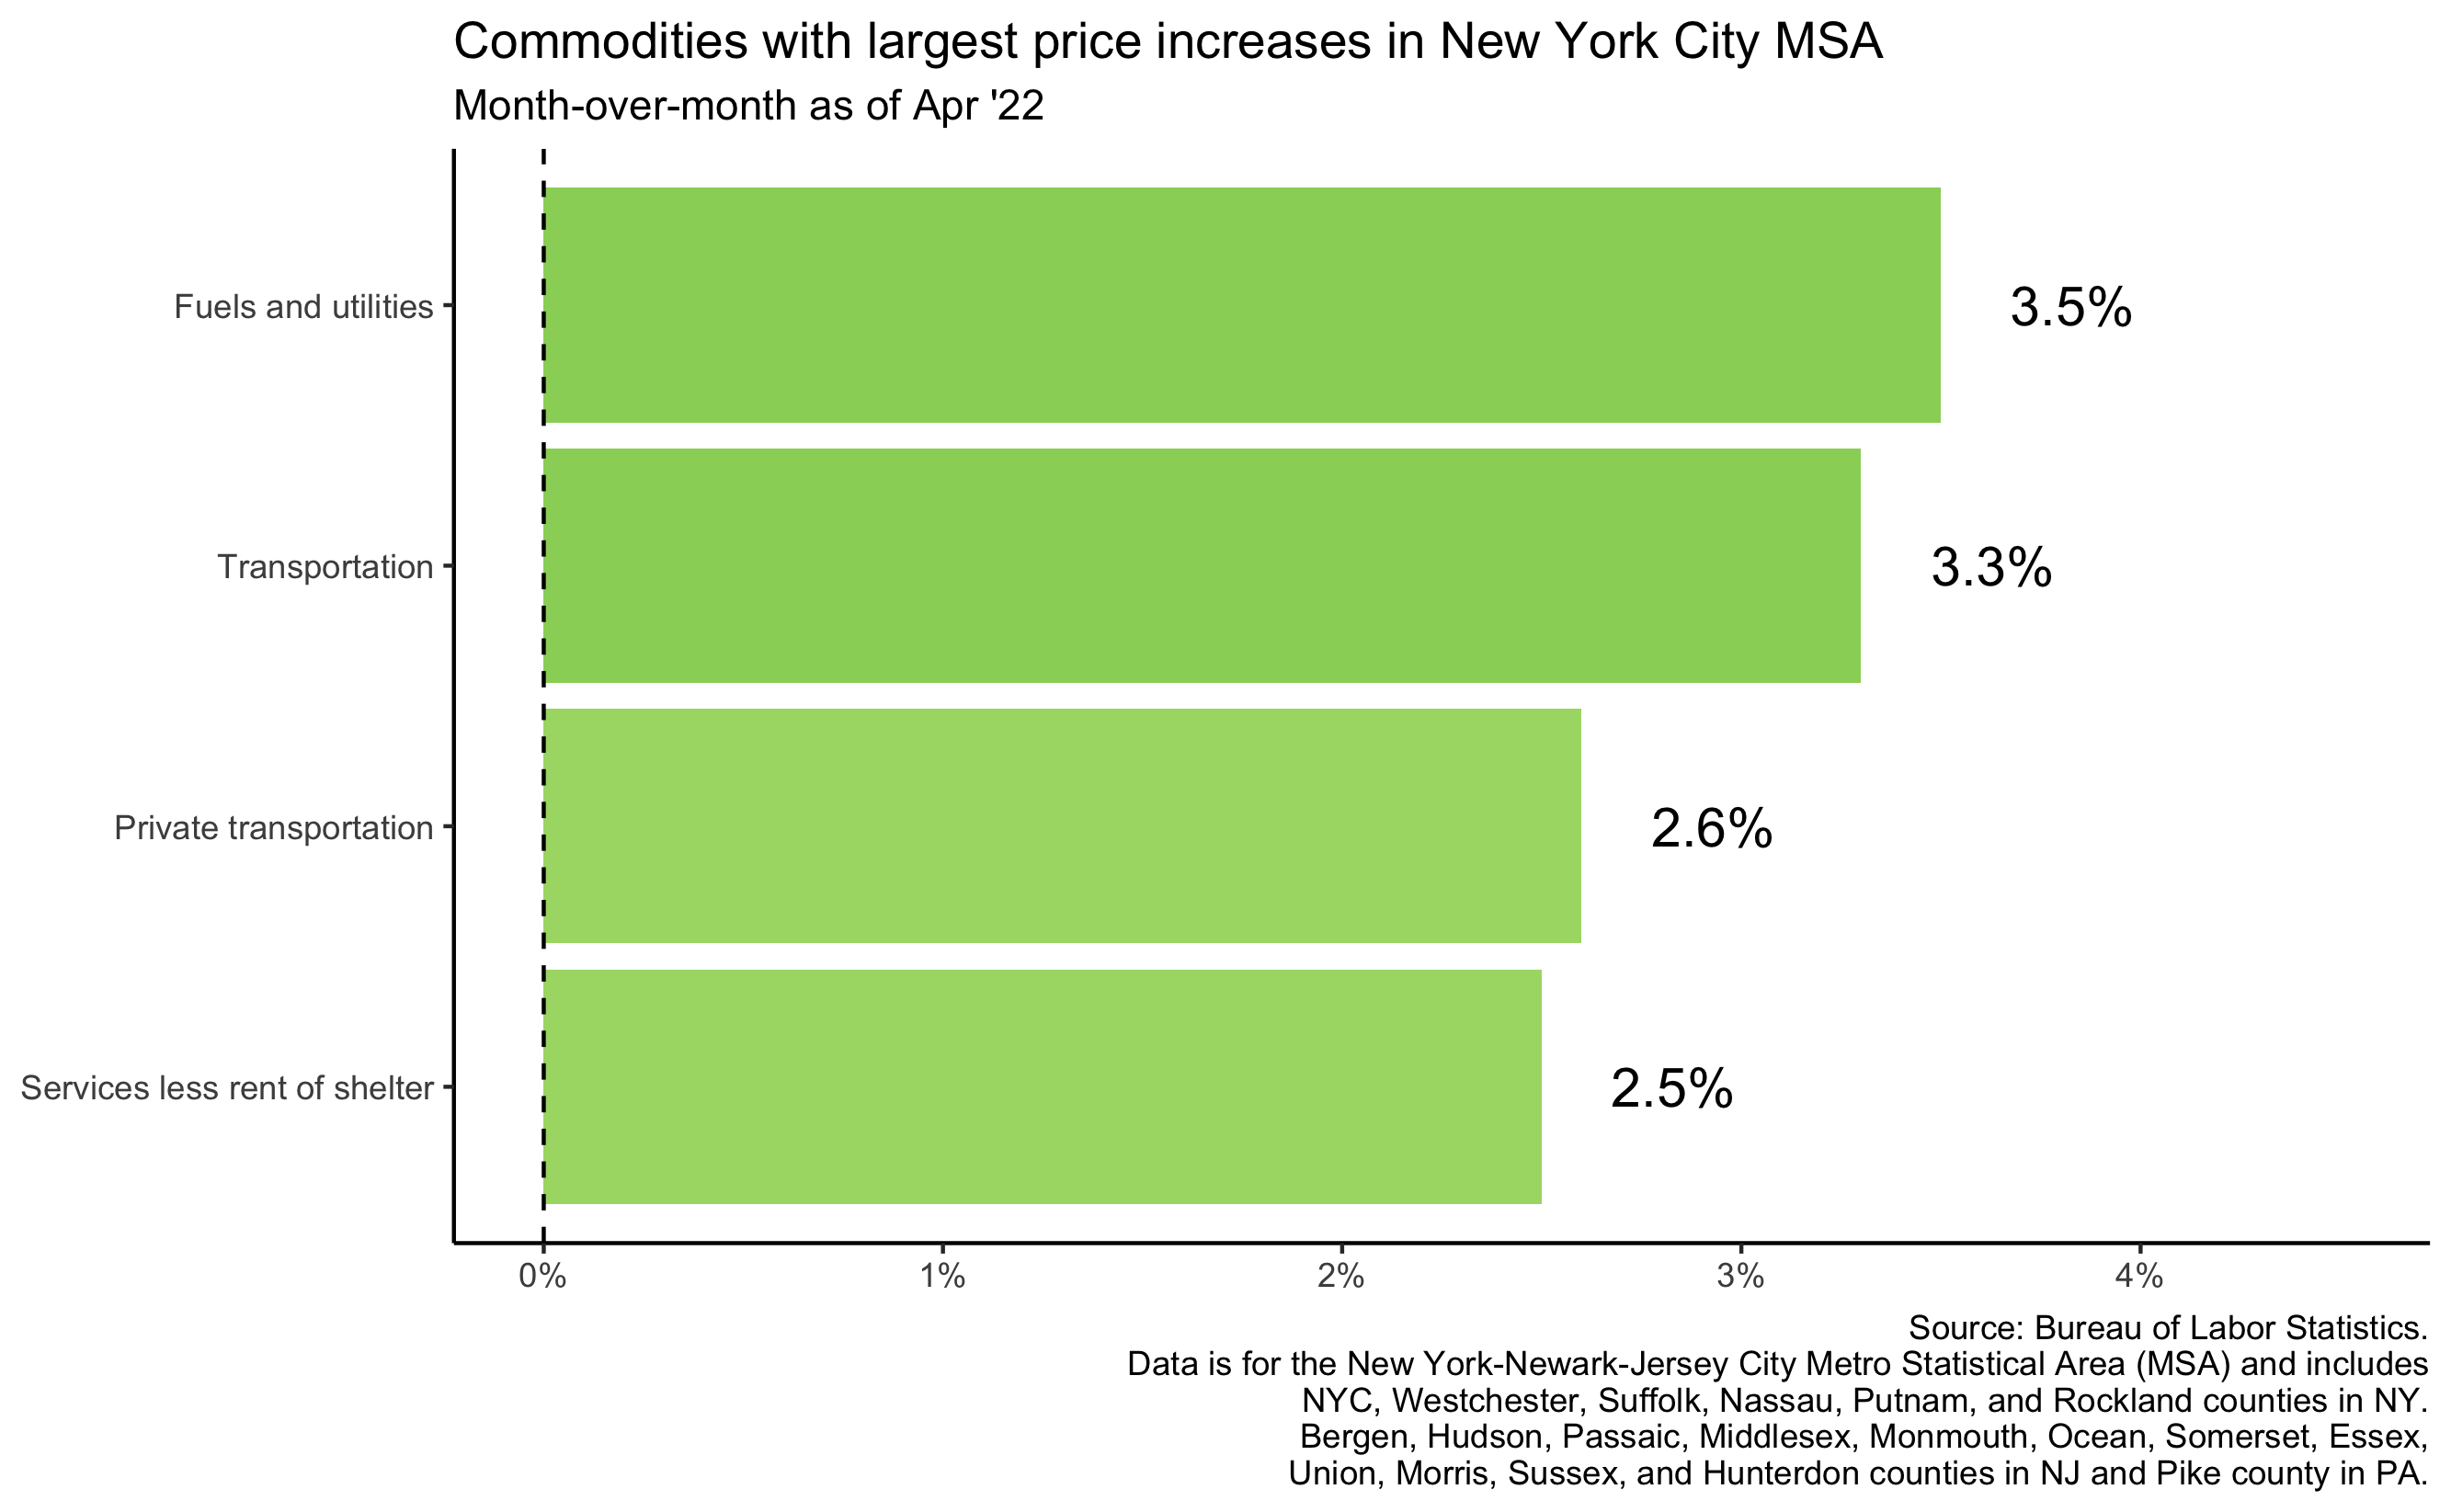 Commodities with largest price increases in New York City MSA
Month-over-month as of Apr '22
Fuels and utilities
3.5%
Transportation
3.3%
Private transportation
2.6%
Services less rent of shelter
2.5%
0%
1%
2%
3%
4%
Source: Bureau of Labor Statistics.
Data is for the New York-Newark-Jersey City Metro Statistical Area (MSA) and includes
NYC, Westchester, Suffolk, Nassau, Putnam, and Rockland counties in NY.
Bergen, Hudson, Passaic, Middlesex, Monmouth, Ocean, Somerset, Essex,
Union, Morris, Sussex, and Hunterdon counties in NJ and Pike county in PA.